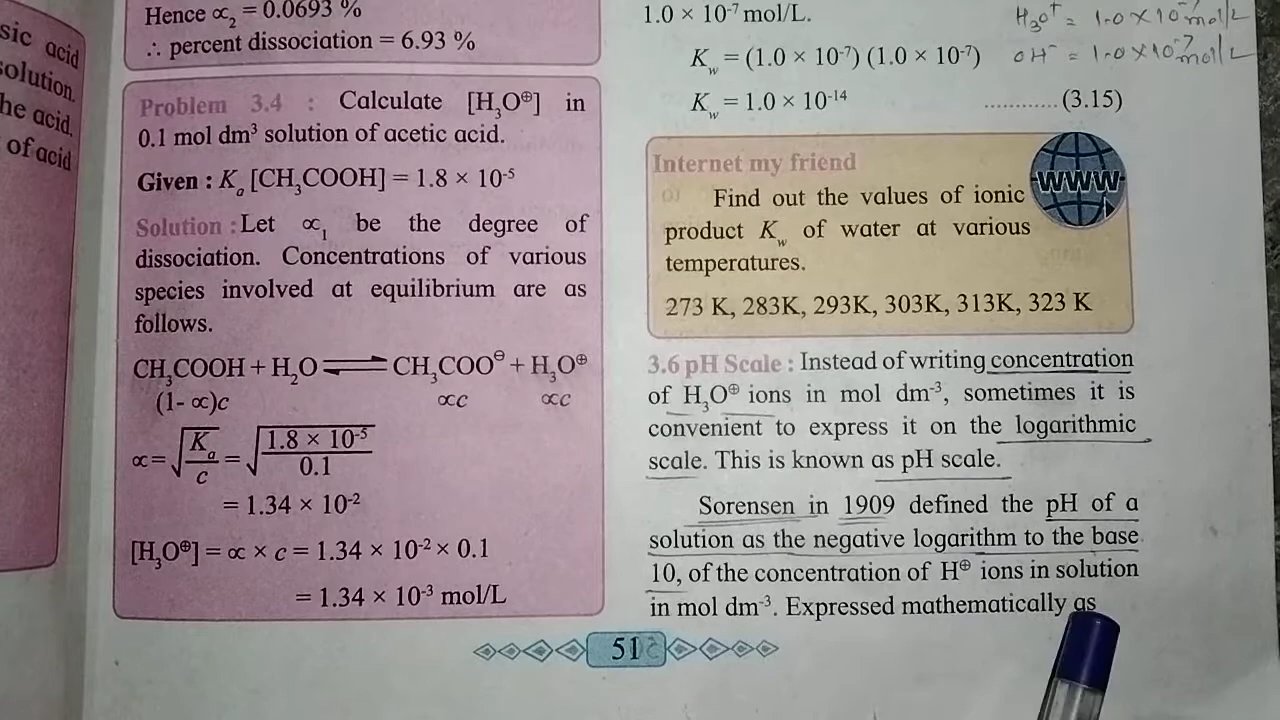 sic acid
solution.
he acid,
of acid
Hence ∝₂ = 0.0693 %
∴ percent dissociation = 6.93 %
Problem 3.4 : Calculate [H₃O⊕] in
0.1 mol dm³ solution of acetic acid.
Given : Kₐ [CH₃COOH] = 1.8 × 10⁻⁵
Solution : Let ∝₁ be the degree of
dissociation. Concentrations of various
species involved at equilibrium are as
follows.
CH₃COOH + H₂O ⇌ CH₃COO⊖ + H₃O⊕
(1- ∝)c ∝c ∝c
∝ = √(Kₐ/c) = √(1.8 × 10⁻⁵/0.1)
= 1.34 × 10⁻²
[H₃O⊕] = ∝ × c = 1.34 × 10⁻² × 0.1
= 1.34 × 10⁻³ mol/L
1.0 × 10⁻⁷ mol/L.
H₃O⁺ = 1.0 × 10⁻⁷ mol/L
K_w = (1.0 × 10⁻⁷) (1.0 × 10⁻⁷)
OH⁻ = 1.0 × 10⁻⁷ mol/L
K_w = 1.0 × 10⁻¹⁴ ............(3.15)
Internet my friend
WWW
Find out the values of ionic
product K_w of water at various
temperatures.
273 K, 283K, 293K, 303K, 313K, 323 K
3.6 pH Scale : Instead of writing concentration
of H₃O⊕ ions in mol dm⁻³, sometimes it is
convenient to express it on the logarithmic
scale. This is known as pH scale.
Sorensen in 1909 defined the pH of a
solution as the negative logarithm to the base
10, of the concentration of H⊕ ions in solution
in mol dm⁻³. Expressed mathematically as
51